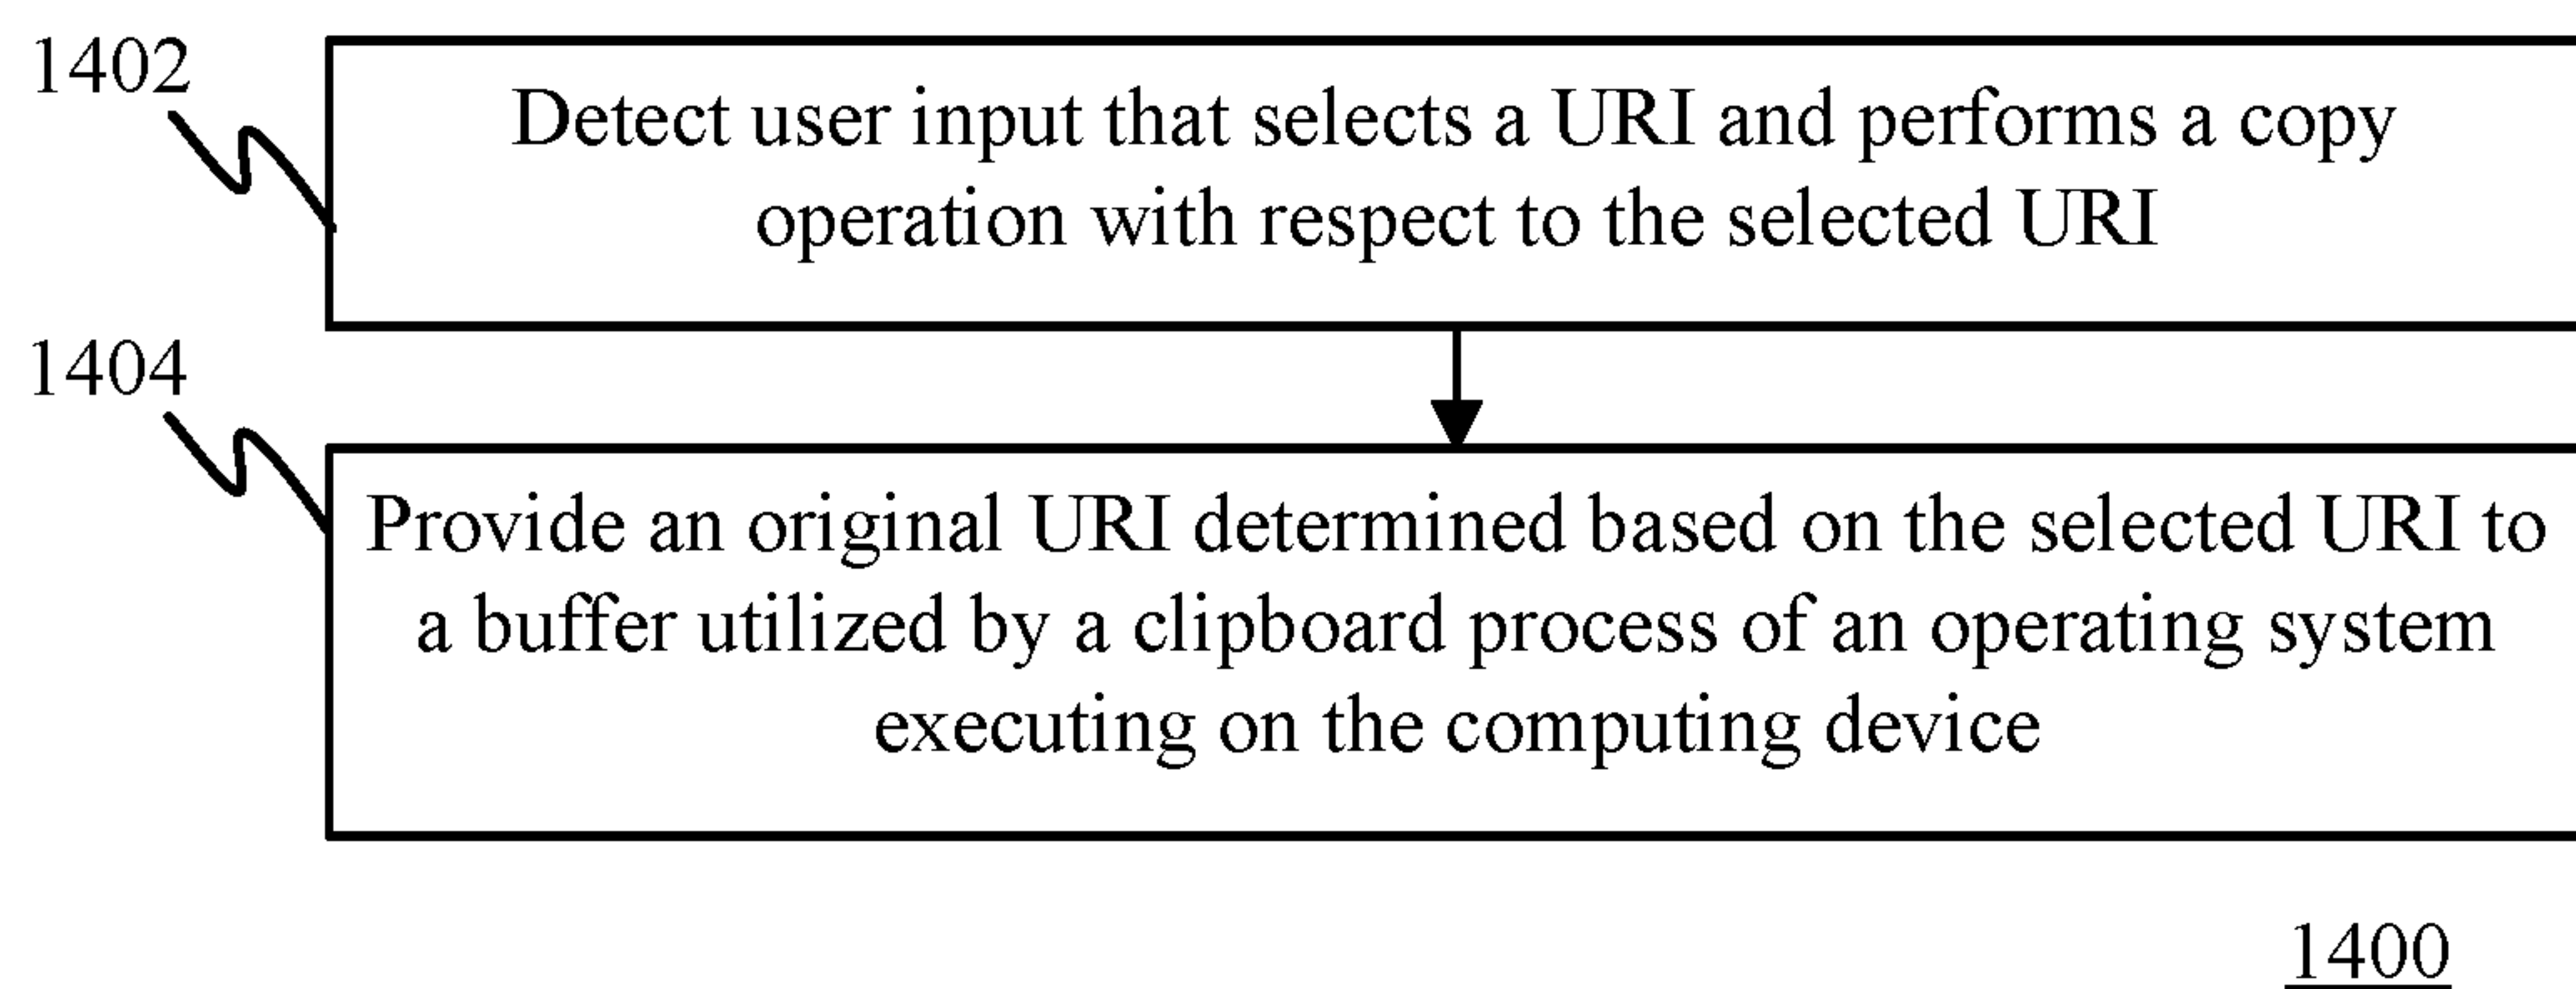 1402
Detect user input that selects a URI and performs a copy
operation with respect to the selected URI
1404
Provide an original URI determined based on the selected URI to
a buffer utilized by a clipboard process of an operating system
executing on the computing device
1400